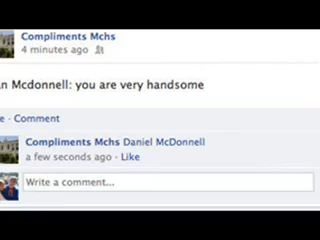 Compliments Mchs
4 minutes ago
n Mcdonnell: you are very handsome
e · Comment
Compliments Mchs Daniel McDonnell
a few seconds ago · Like
Write a comment...